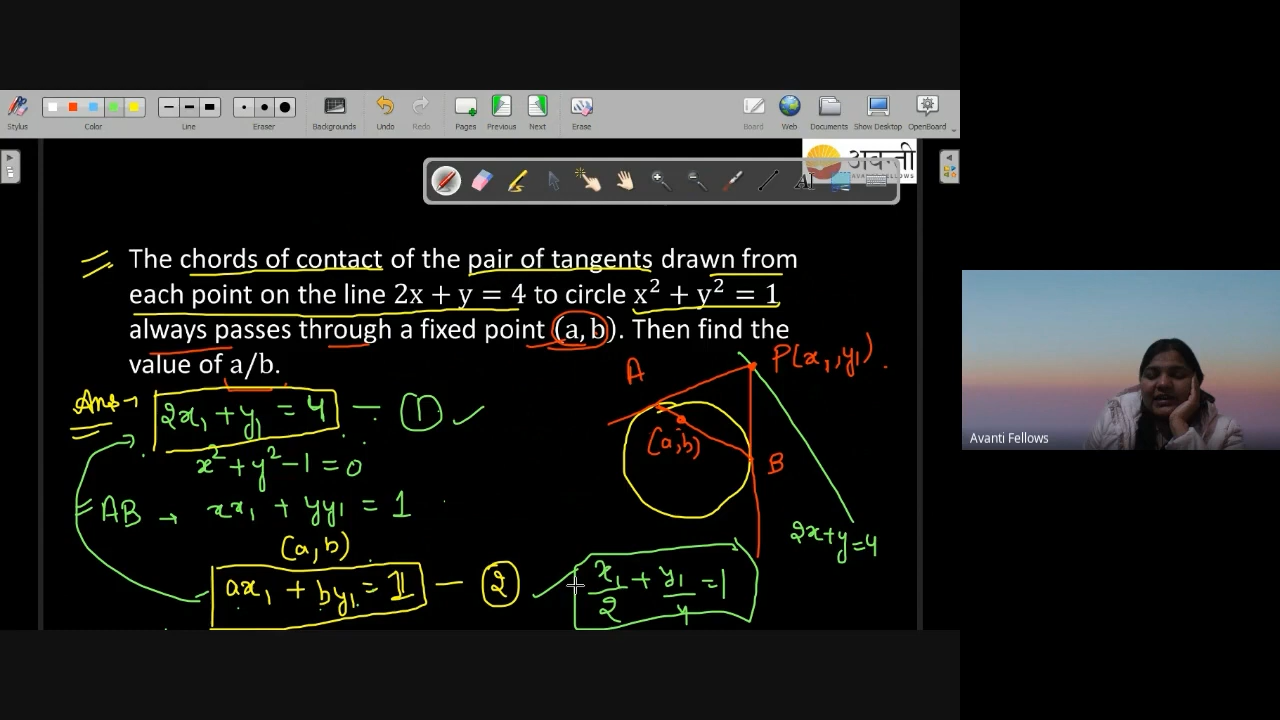 Stylus Color Line Eraser Backgrounds Undo Redo Pages Previous Next Erase Board Web Documents Show Desktop OpenBoard
अवन्ती
AVANTI FELLOWS
The chords of contact of the pair of tangents drawn from
each point on the line 2x + y = 4 to circle x² + y² = 1
always passes through a fixed point (a, b). Then find the
value of a/b.
P(x₁, y₁).
A
Ans → 2x₁ + y₁ = 4 — ①
(a,b)
x² + y² - 1 = 0
B
AB → xx₁ + yy₁ = 1
2x+y=4
(a, b)
ax₁ + by₁ = 1 — ②
x₁/2 + y₁/4 = 1
Avanti Fellows